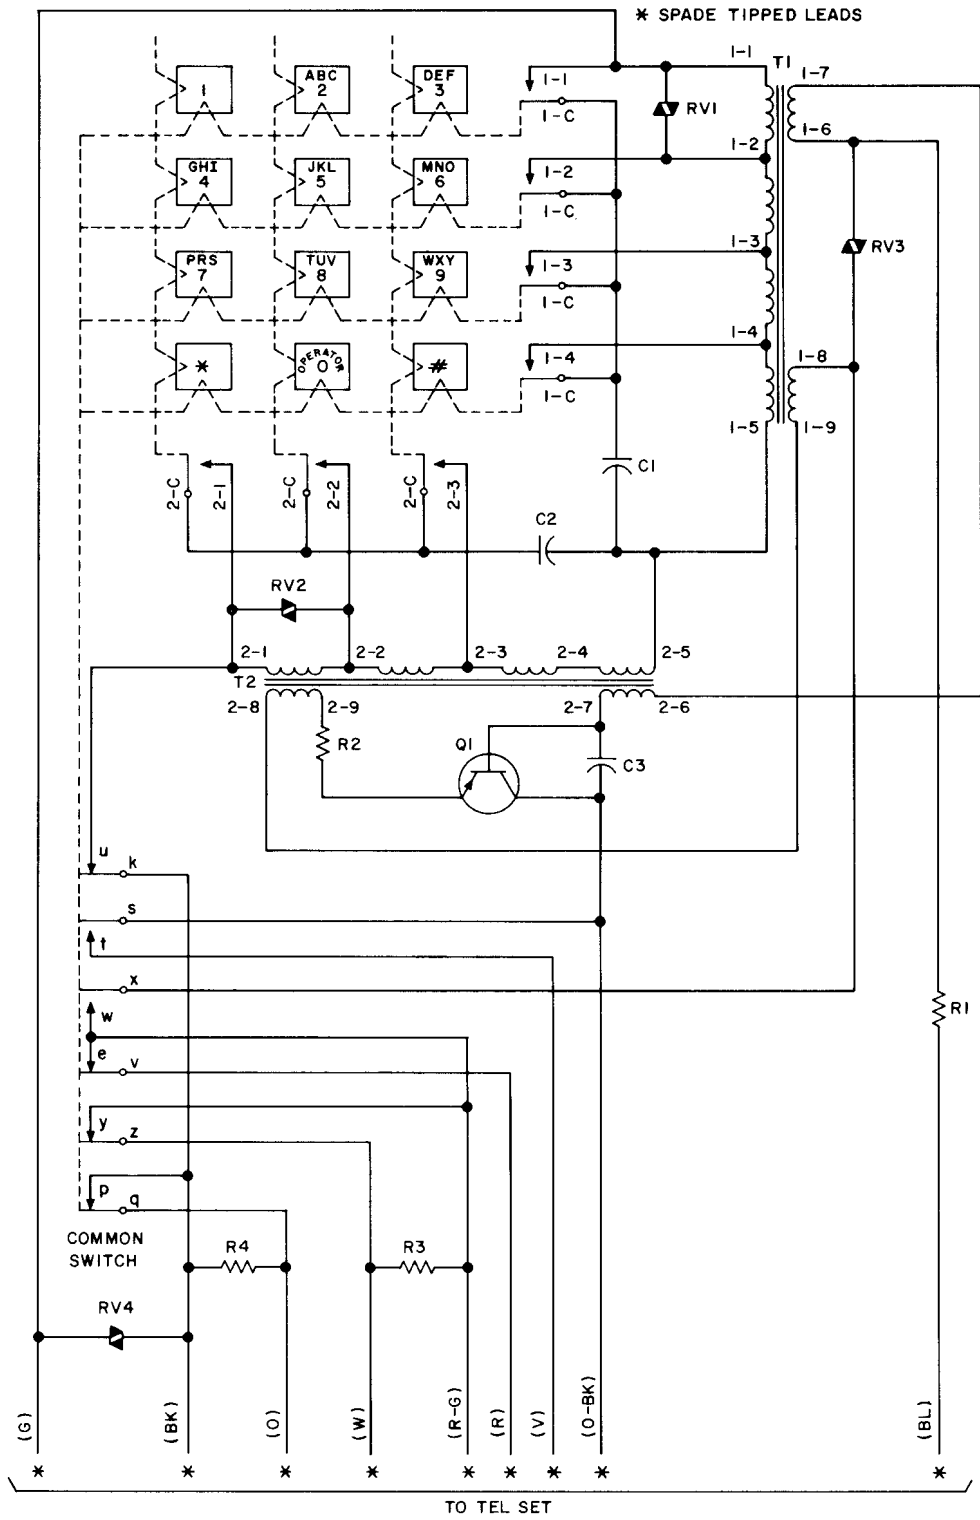 * SPADE TIPPED LEADS
1-1
T1
1-7
1
ABC
2
DEF
3
1-1
1-C
RV1
1-2
1-6
GHI
4
JKL
5
MNO
6
1-2
1-C
1-3
RV3
PRS
7
TUV
8
WXY
9
1-3
1-C
1-4
1-8
*
OPERATOR
0
#
1-4
1-C
1-5
1-9
2-C
2-1
2-C
2-2
2-C
2-3
C1
C2
RV2
2-1
2-2
2-3
2-4
2-5
T2
2-8
2-9
2-7
2-6
R2
Q1
C3
u
k
s
t
x
w
R1
e
v
y
z
p
q
COMMON
SWITCH
R4
R3
RV4
(G)
(BK)
(O)
(W)
(R-G)
(R)
(V)
(O-BK)
(BL)
* * * * * * * * *
TO TEL SET